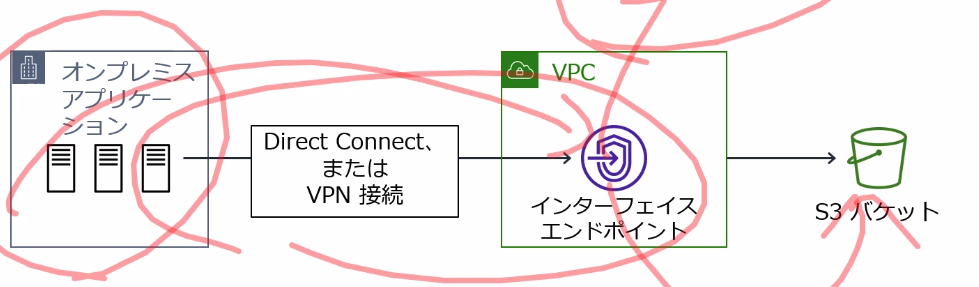 オンプレミス
アプリケー
ション
Direct Connect、
または
VPN 接続
VPC
インターフェイス
エンドポイント
S3 バケット